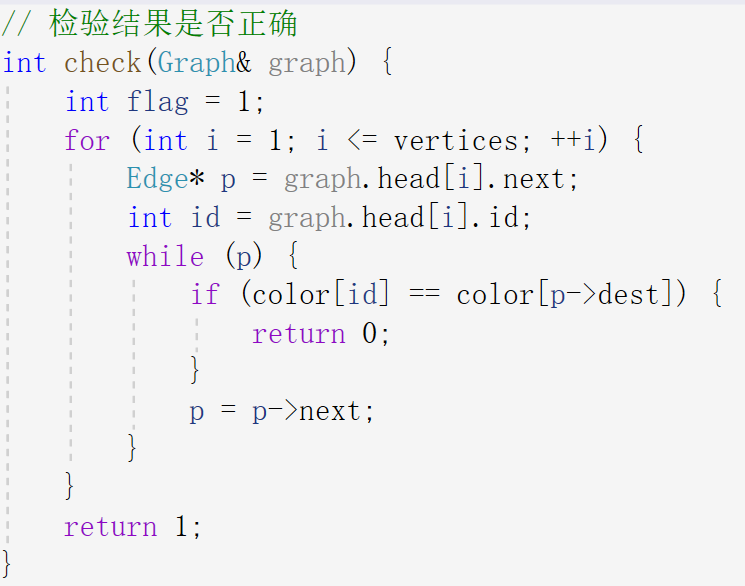 // 检验结果是否正确
int check(Graph& graph) {
    int flag = 1;
    for (int i = 1; i <= vertices; ++i) {
        Edge* p = graph.head[i].next;
        int id = graph.head[i].id;
        while (p) {
            if (color[id] == color[p->dest]) {
                return 0;
            }
            p = p->next;
        }
    }
    return 1;
}